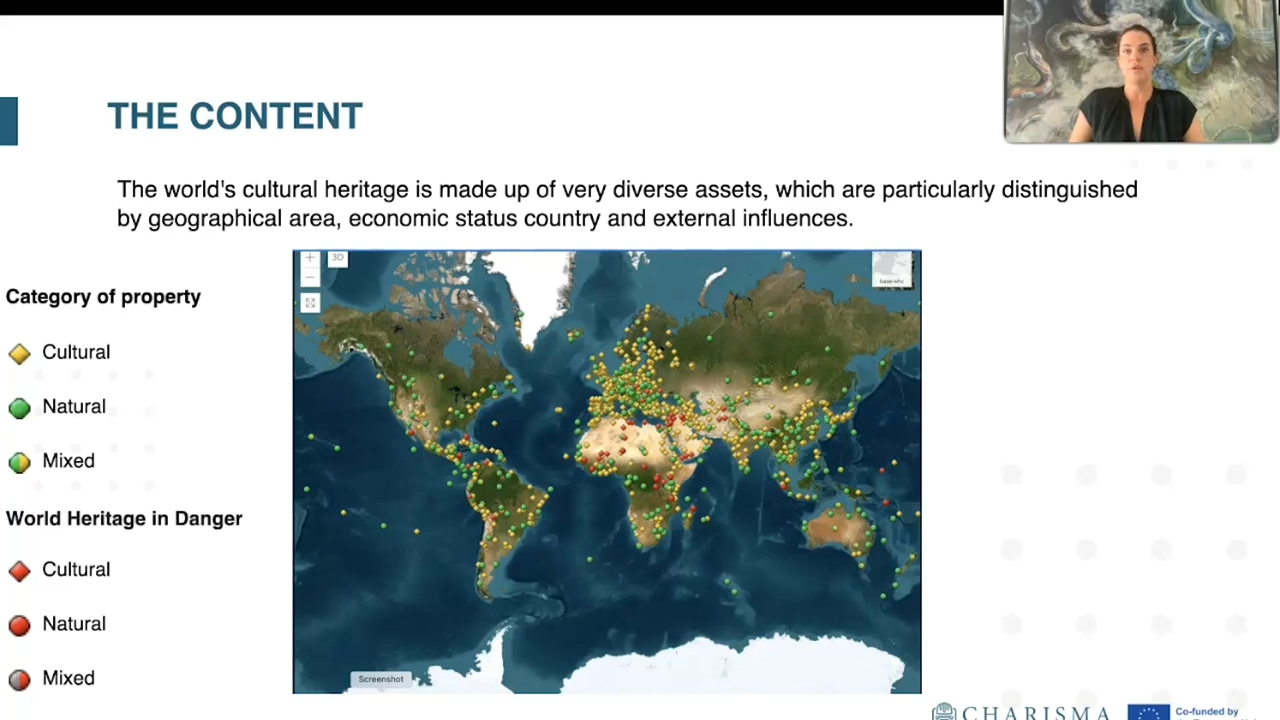 THE CONTENT
The world's cultural heritage is made up of very diverse assets, which are particularly distinguished
by geographical area, economic status country and external influences.
3D
base-whc
Category of property
Cultural
Natural
Mixed
World Heritage in Danger
Cultural
Natural
Mixed
Screenshot
CHARISMA
Co-funded by